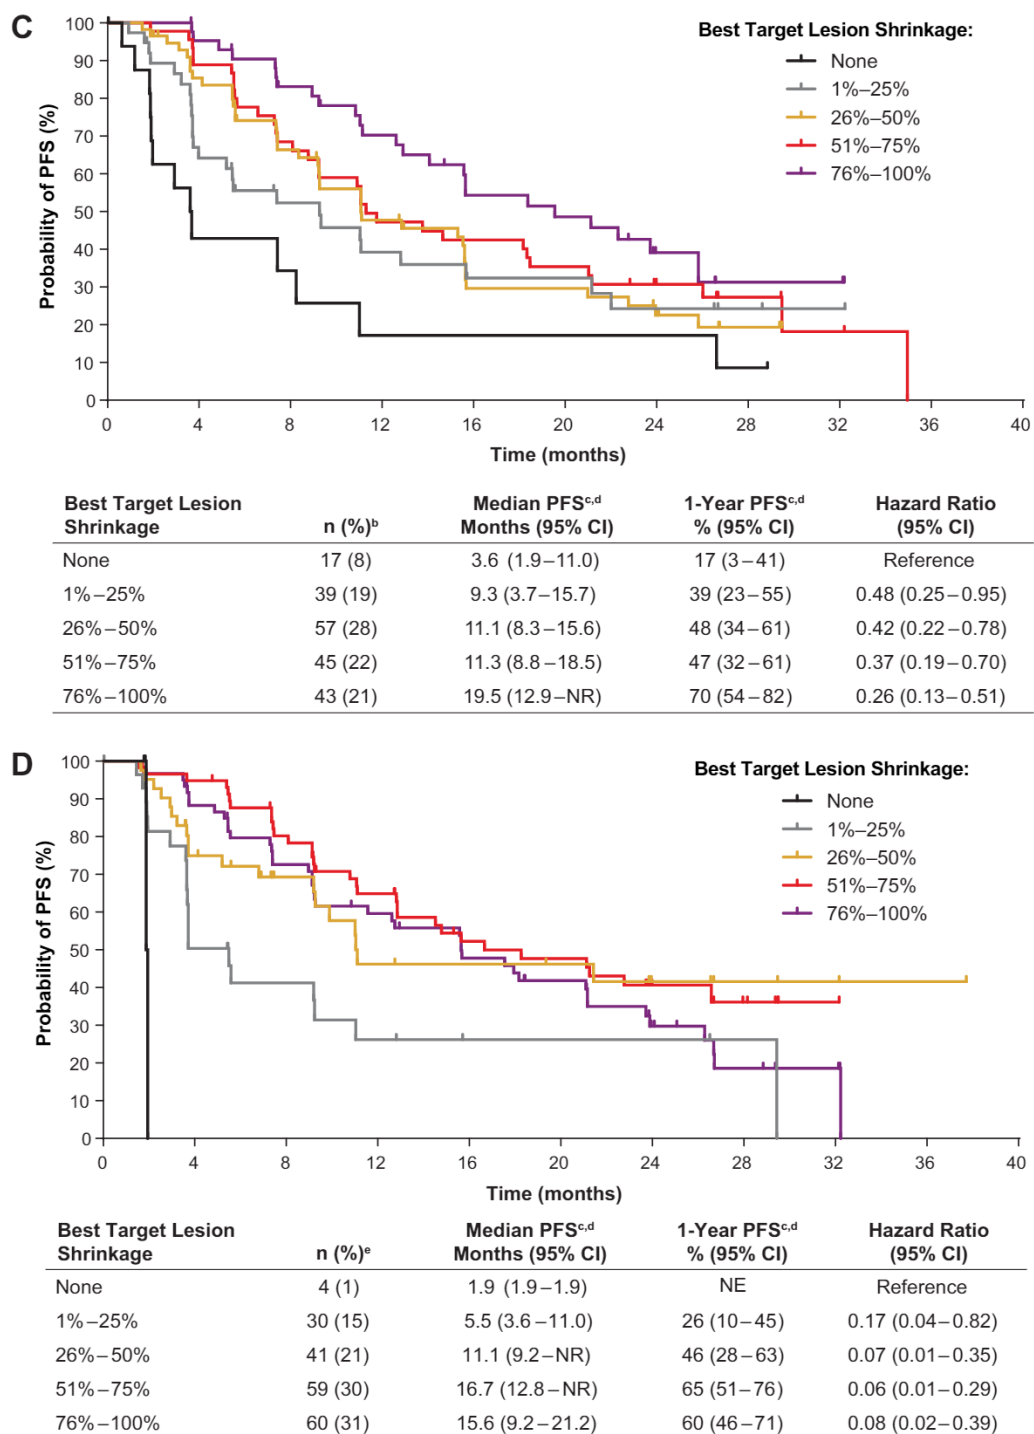 C
Best Target Lesion Shrinkage:
None
1%–25%
26%–50%
51%–75%
76%–100%
Probability of PFS (%)
100
90
80
70
60
50
40
30
20
10
0
0 4 8 12 16 20 24 28 32 36 40
Time (months)
Best Target Lesion Shrinkage n (%)ᵇ Median PFSᶜ,ᵈ Months (95% CI) 1-Year PFSᶜ,ᵈ % (95% CI) Hazard Ratio (95% CI)
None 17 (8) 3.6 (1.9–11.0) 17 (3–41) Reference
1%–25% 39 (19) 9.3 (3.7–15.7) 39 (23–55) 0.48 (0.25–0.95)
26%–50% 57 (28) 11.1 (8.3–15.6) 48 (34–61) 0.42 (0.22–0.78)
51%–75% 45 (22) 11.3 (8.8–18.5) 47 (32–61) 0.37 (0.19–0.70)
76%–100% 43 (21) 19.5 (12.9–NR) 70 (54–82) 0.26 (0.13–0.51)
D
Best Target Lesion Shrinkage:
None
1%–25%
26%–50%
51%–75%
76%–100%
Probability of PFS (%)
100
90
80
70
60
50
40
30
20
10
0
0 4 8 12 16 20 24 28 32 36 40
Time (months)
Best Target Lesion Shrinkage n (%)ᵉ Median PFSᶜ,ᵈ Months (95% CI) 1-Year PFSᶜ,ᵈ % (95% CI) Hazard Ratio (95% CI)
None 4 (1) 1.9 (1.9–1.9) NE Reference
1%–25% 30 (15) 5.5 (3.6–11.0) 26 (10–45) 0.17 (0.04–0.82)
26%–50% 41 (21) 11.1 (9.2–NR) 46 (28–63) 0.07 (0.01–0.35)
51%–75% 59 (30) 16.7 (12.8–NR) 65 (51–76) 0.06 (0.01–0.29)
76%–100% 60 (31) 15.6 (9.2–21.2) 60 (46–71) 0.08 (0.02–0.39)